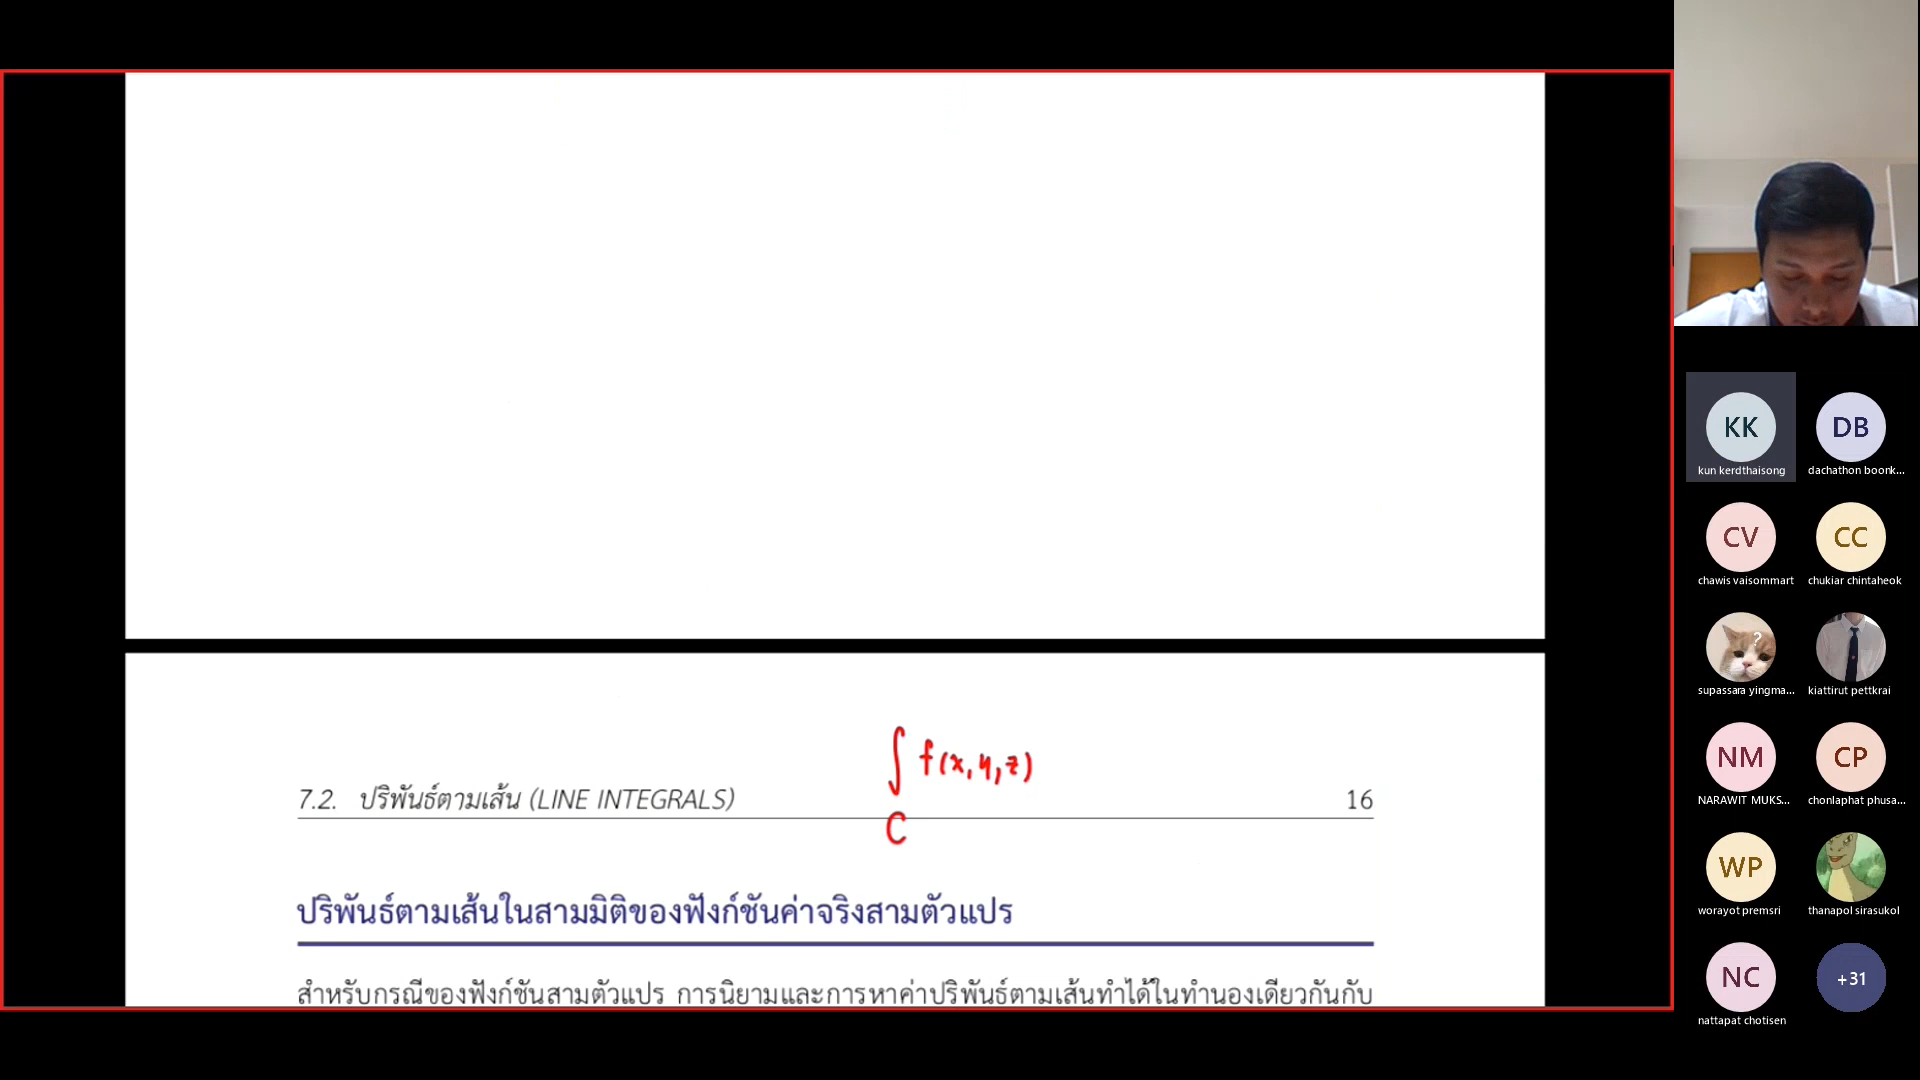 ∫ f(x,y,z)
C
7.2. ปริพันธ์ตามเส้น (LINE INTEGRALS) 16
ปริพันธ์ตามเส้นในสามมิติของฟังก์ชันค่าจริงสามตัวแปร
สำหรับกรณีของฟังก์ชันสามตัวแปร การนิยามและการหาค่าปริพันธ์ตามเส้นทำได้ในทำนองเดียวกันกับ
KK DB
kun kerdthaisong dachathon boonk...
CV CC
chawis vaisommart chukiar chintaheok
?
supassara yingma... kiattirut pettkrai
NM CP
NARAWIT MUKS... chonlaphat phusa...
WP
worayot premsri thanapol sirasukol
NC +31
nattapat chotisen